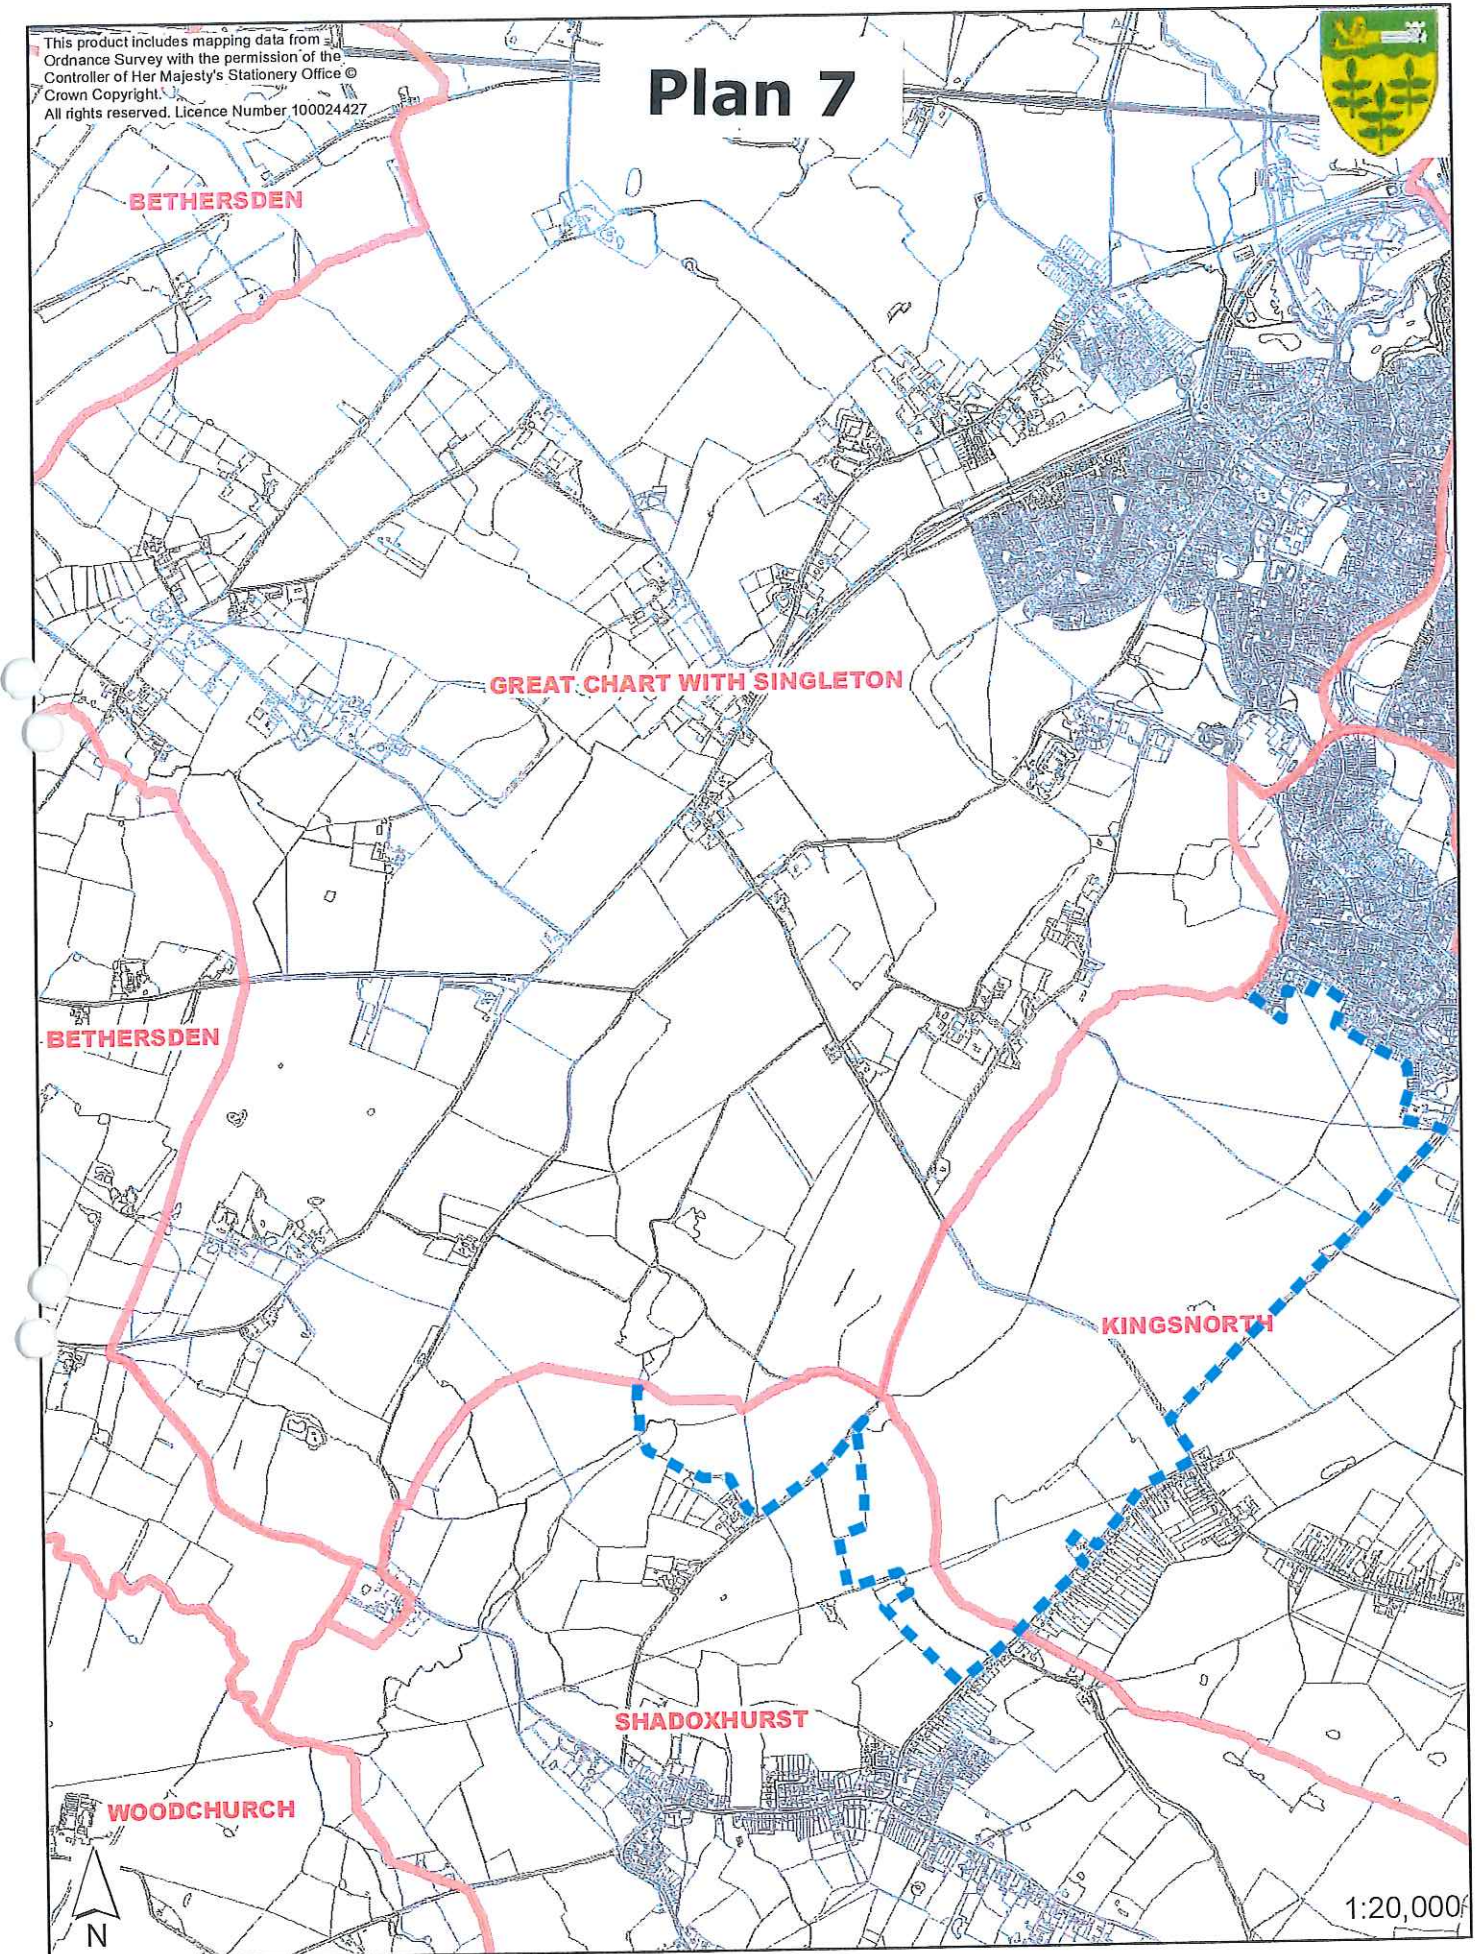 This product includes mapping data from
Ordnance Survey with the permission of the
Controller of Her Majesty's Stationery Office ©
Crown Copyright.
All rights reserved. Licence Number 100024427
Plan 7
BETHERSDEN
GREAT CHART WITH SINGLETON
BETHERSDEN
KINGSNORTH
SHADOXHURST
WOODCHURCH
N
1:20,000